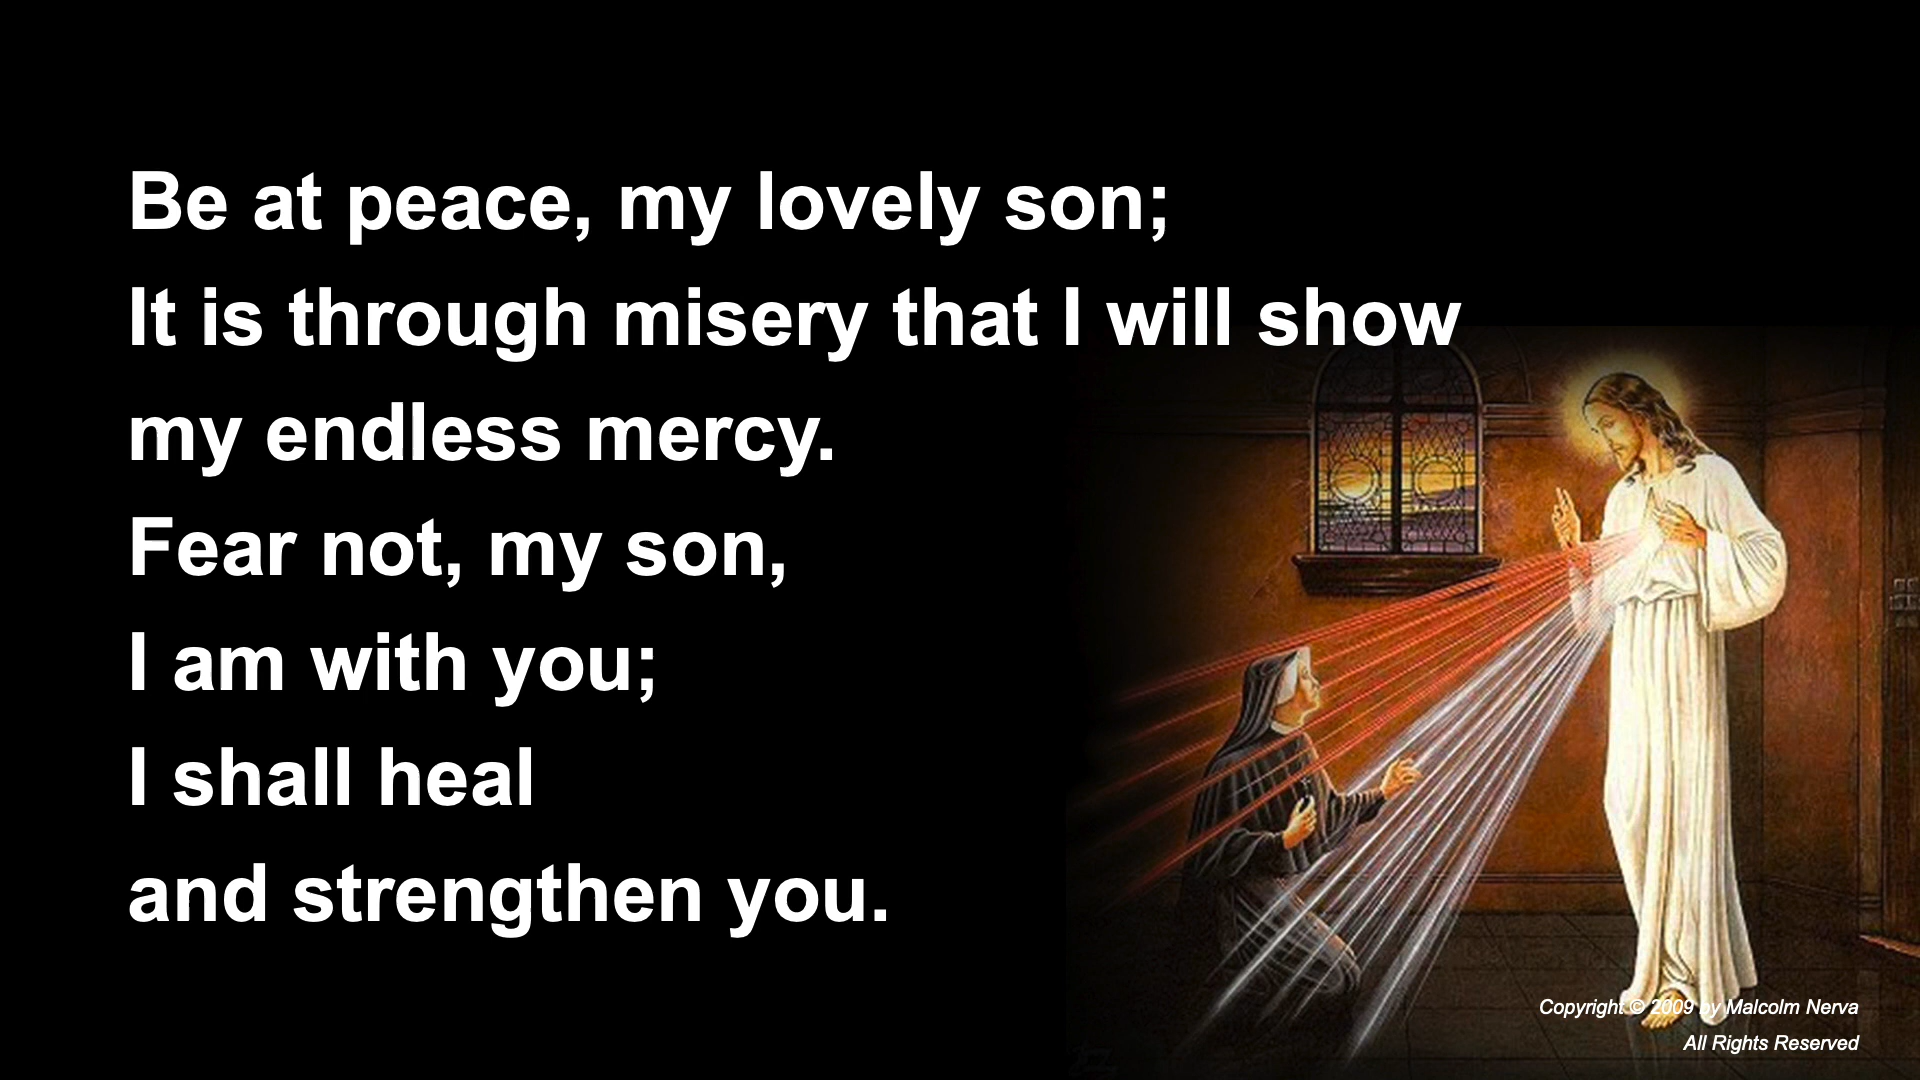 Be at peace, my lovely son;
It is through misery that I will show
my endless mercy.
Fear not, my son,
I am with you;
I shall heal
and strengthen you.
Copyright © 2009 by Malcolm Nerva
All Rights Reserved